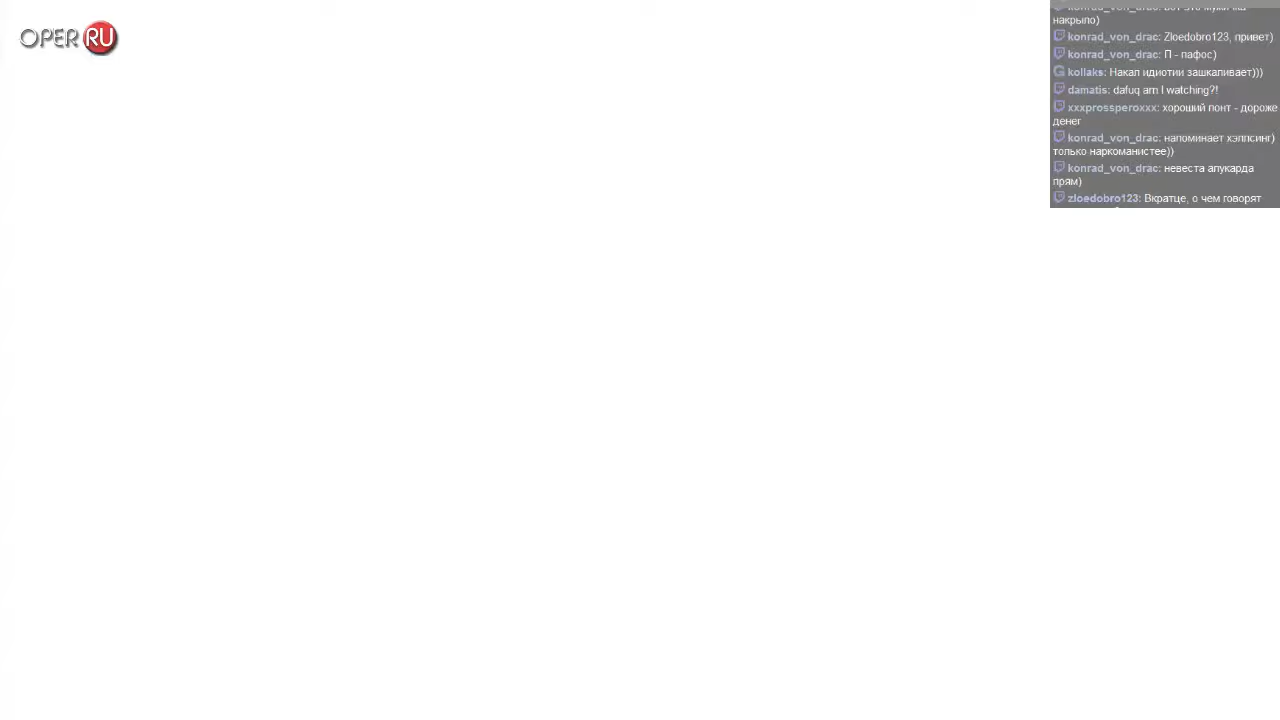 OPER RU
накрыло)
konrad_von_drac: Zloedobro123, привет)
konrad_von_drac: П - пафос)
kollaks: Накал идиотии зашкаливает)))
damatis: dafuq am I watching?!
xxxprossperoxxx: хороший понт - дороже
денег
konrad_von_drac: напоминает хэппсинг)
только наркоманистее))
konrad_von_drac: невеста алукарда
прям)
zloedobro123: Вкратце, о чем говорят